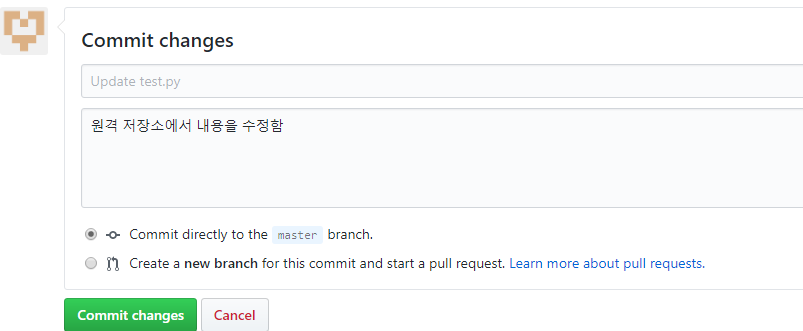 Commit changes
Update test.py
원격 저장소에서 내용을 수정함
Commit directly to the master branch.
Create a new branch for this commit and start a pull request. Learn more about pull requests.
Commit changes Cancel